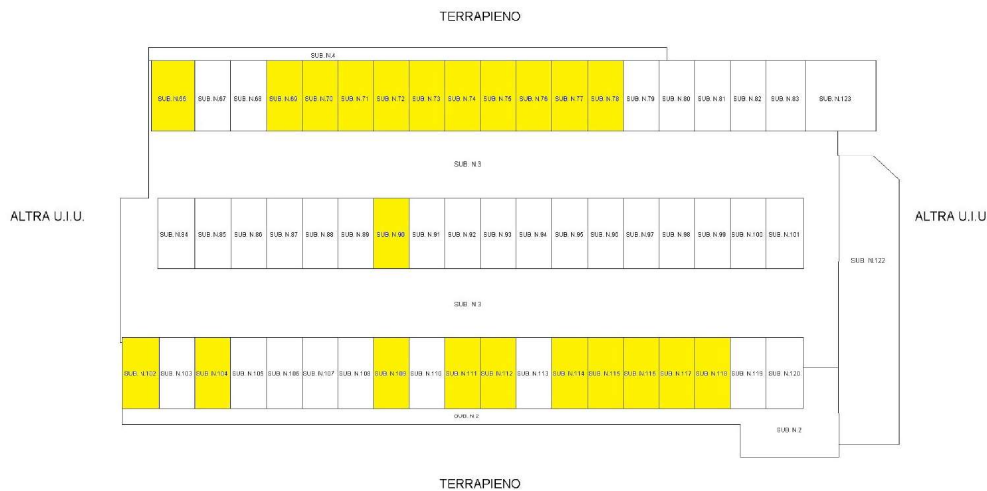 TERRAPIENO
SUB. N.4
SUB. N.66 SUB. N.67 SUB. N.68 SUB. N.69 SUB. N.70 SUB. N.71 SUB. N.72 SUB. N.73 SUB. N.74 SUB. N.75 SUB. N.76 SUB. N.77 SUB. N.78 SUB. N.79 SUB. N.80 SUB. N.81 SUB. N.82 SUB. N.83 SUB. N.123
SUB. N.3
ALTRA U.I.U.
ALTRA U.I.U
SUB. N.84 SUB. N.85 SUB. N.86 SUB. N.87 SUB. N.88 SUB. N.89 SUB. N.90 SUB. N.91 SUB. N.92 SUB. N.93 SUB. N.94 SUB. N.95 SUB. N.96 SUB. N.97 SUB. N.98 SUB. N.99 SUB. N.100 SUB. N.101
SUB. N.122
SUB. N.3
SUB. N.102 SUB. N.103 SUB. N.104 SUB. N.105 SUB. N.106 SUB. N.107 SUB. N.108 SUB. N.109 SUB. N.110 SUB. N.111 SUB. N.112 SUB. N.113 SUB. N.114 SUB. N.115 SUB. N.116 SUB. N.117 SUB. N.118 SUB. N.119 SUB. N.120
SUB. N.2
SUB. N.2
TERRAPIENO